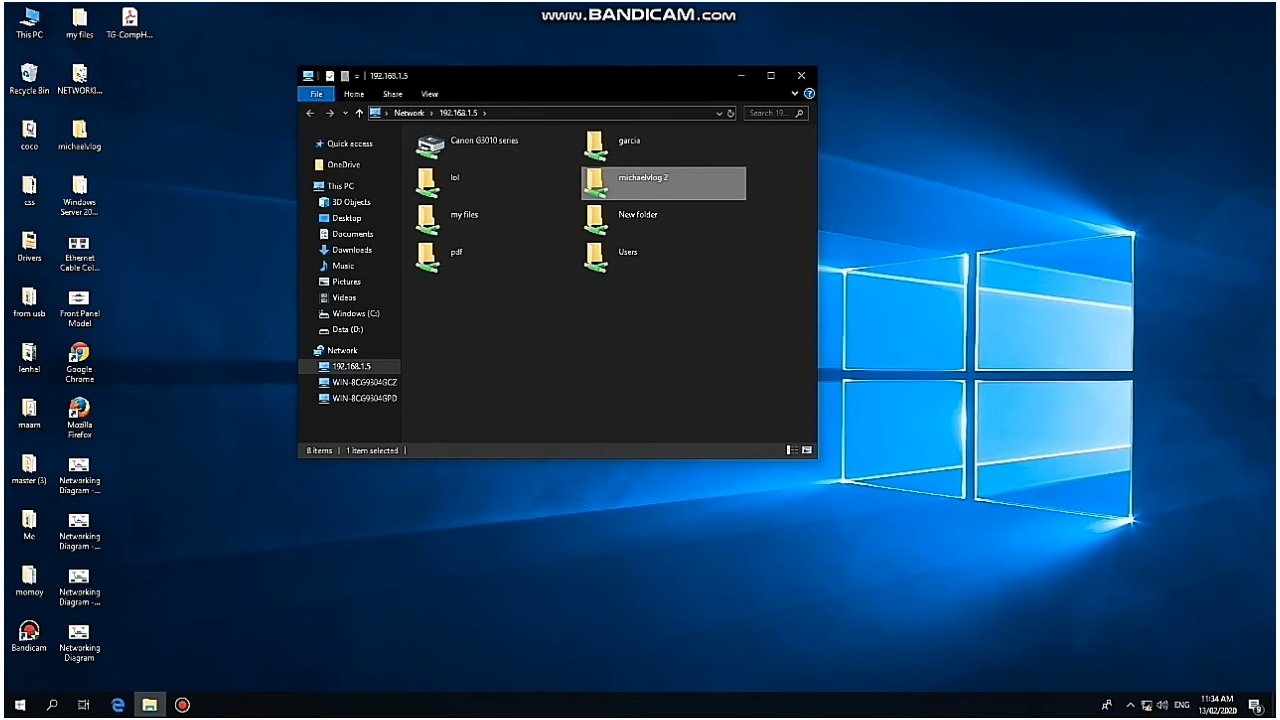 www.BANDICAM.com
This PC
my files
TG-CompH...
Recycle Bin
NETWORKI...
coco
michaelvlog
css
Windows
Server 20...
Drivers
Ethernet
Cable Col...
from usb
Front Panel
Model
lenhel
Google
Chrome
maam
Mozilla
Firefox
master (3)
Networking
Diagram -...
Me
Networking
Diagram -...
momoy
Networking
Diagram -...
Bandicam
Networking
Diagram
192.168.1.5
File
Home
Share
View
Network
192.168.1.5
Search 19...
Quick access
OneDrive
This PC
3D Objects
Desktop
Documents
Downloads
Music
Pictures
Videos
Windows (C:)
Data (D:)
Network
192.168.1.5
WIN-8CG9304GCZ
WIN-8CG9304GPD
Canon G3010 series
garcia
lol
michaelvlog 2
my files
New folder
pdf
Users
8 items
1 item selected
ENG
11:34 AM
13/02/2020